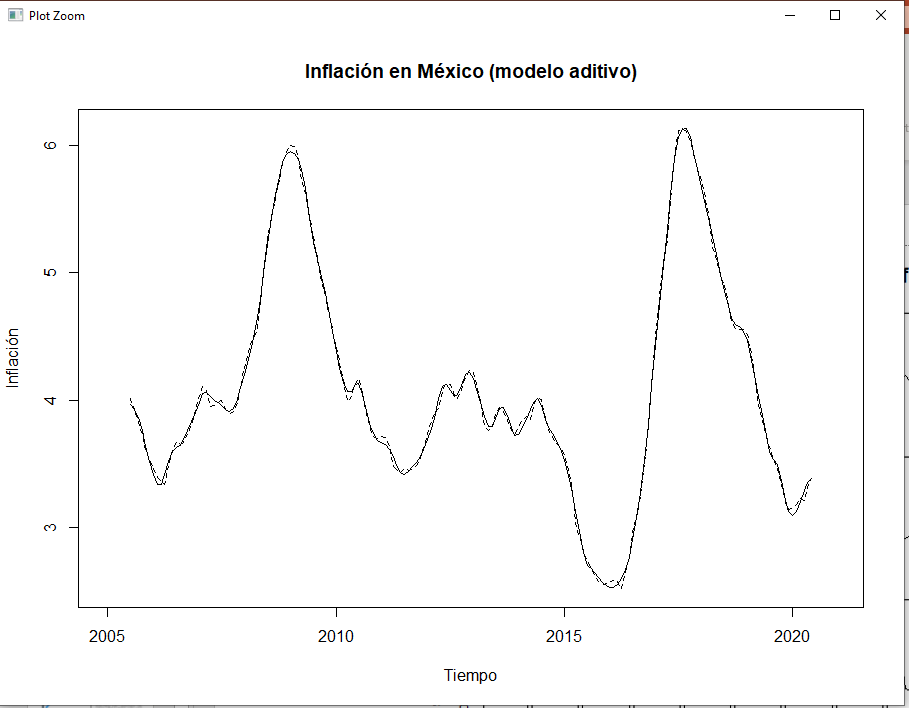 Plot Zoom
Inflación en México (modelo aditivo)
6
5
4
3
Inflación
2005 2010 2015 2020
Tiempo